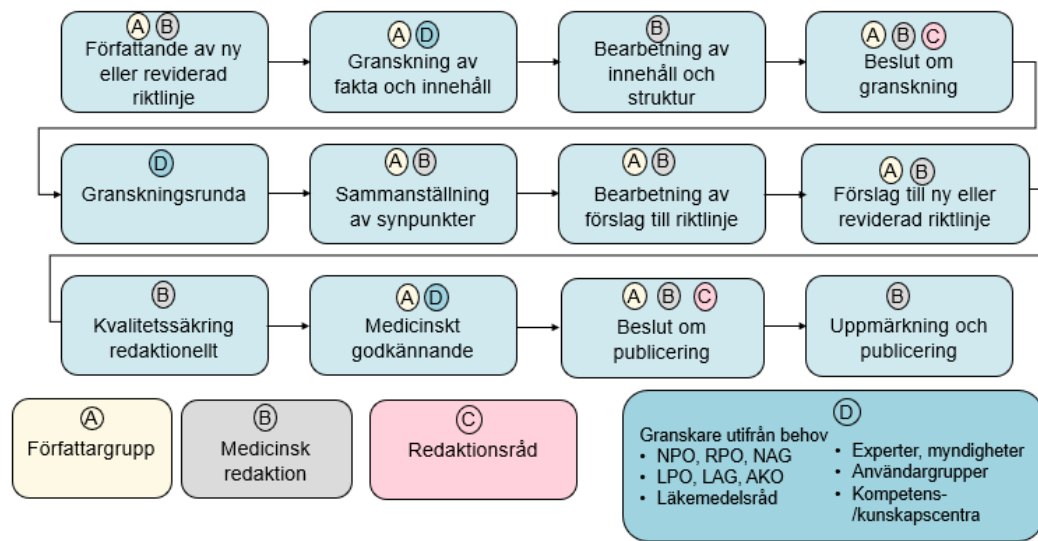 A B
Författande av ny
eller reviderad
riktlinje
A D
Granskning av
fakta och innehåll
B
Bearbetning av
innehåll och
struktur
A B C
Beslut om
granskning
D
Granskningsrunda
A B
Sammanställning
av synpunkter
A B
Bearbetning av
förslag till riktlinje
A B
Förslag till ny eller
reviderad riktlinje
B
Kvalitetssäkring
redaktionellt
A D
Medicinskt
godkännande
A B C
Beslut om
publicering
B
Uppmärkning och
publicering
A
Författargrupp
B
Medicinsk
redaktion
C
Redaktionsråd
D
Granskare utifrån behov
• NPO, RPO, NAG
• LPO, LAG, AKO
• Läkemedelsråd
• Experter, myndigheter
• Användargrupper
• Kompetens-
/kunskapscentra